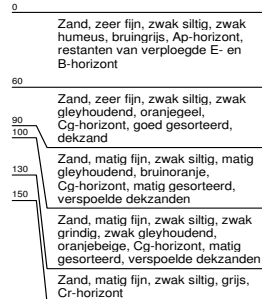 0
Zand, zeer fijn, zwak siltig, zwak
humeus, bruingrijs, Ap-horizont,
restanten van verploegde E- en
B-horizont
60
Zand, zeer fijn, zwak siltig, zwak
gleyhoudend, oranjegeel,
Cg-horizont, goed gesorteerd,
dekzand
90
100
Zand, matig fijn, zwak siltig, matig
gleyhoudend, bruinoranje,
Cg-horizont, matig gesorteerd,
verspoelde dekzanden
130
150
Zand, matig fijn, zwak siltig, zwak
grindig, zwak gleyhoudend,
oranjebeige, Cg-horizont, matig
gesorteerd, verspoelde dekzanden
Zand, matig fijn, zwak siltig, grijs,
Cr-horizont